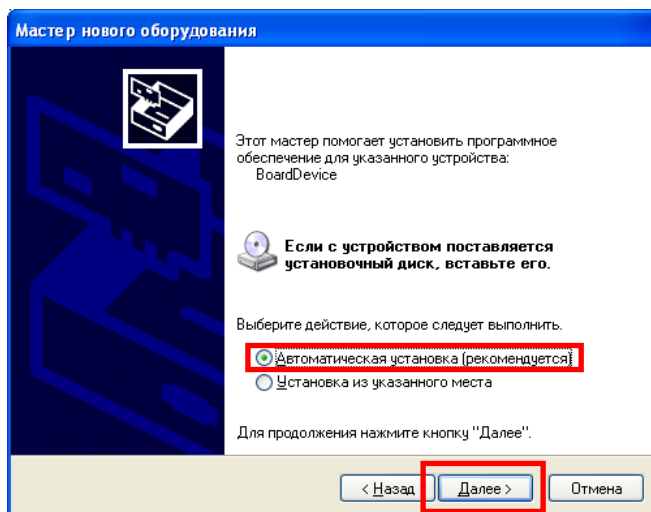 Мастер нового оборудования
Этот мастер помогает установить программное
обеспечение для указанного устройства:
BoardDevice
Если с устройством поставляется
установочный диск, вставьте его.
Выберите действие, которое следует выполнить.
Автоматическая установка (рекомендуется)
Установка из указанного места
Для продолжения нажмите кнопку "Далее".
< Назад Далее > Отмена